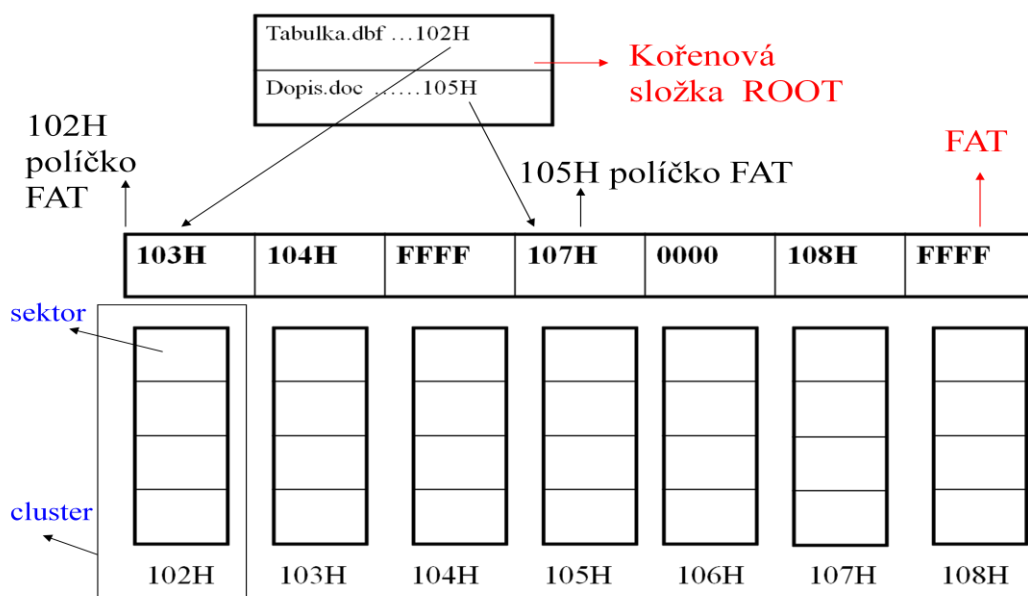 Tabulka.dbf …102H
Dopis.doc ……105H
Kořenová
složka ROOT
102H
políčko
FAT
105H políčko FAT
FAT
103H 104H FFFF 107H 0000 108H FFFF
sektor
cluster
102H 103H 104H 105H 106H 107H 108H